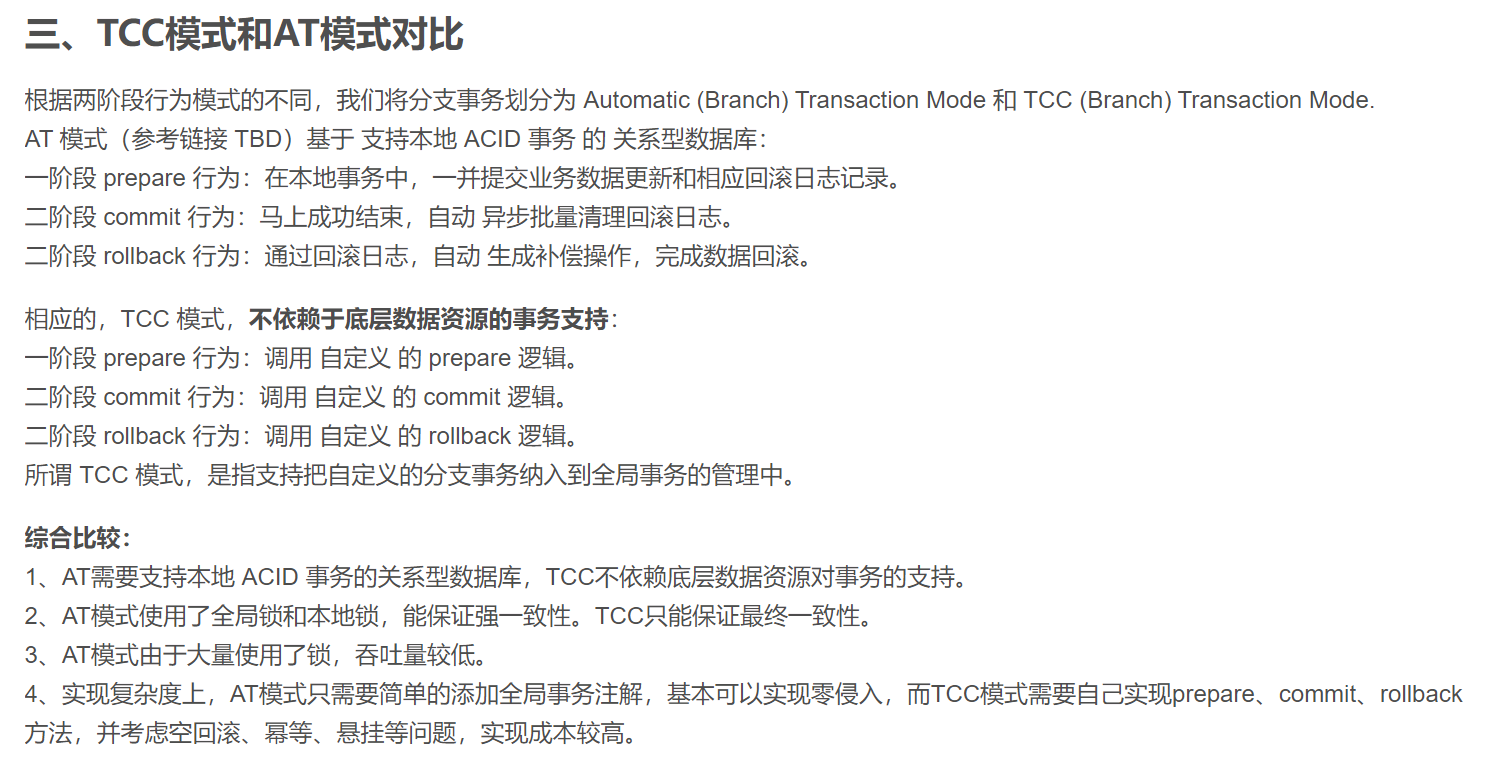 三、TCC模式和AT模式对比
根据两阶段行为模式的不同，我们将分支事务划分为 Automatic (Branch) Transaction Mode 和 TCC (Branch) Transaction Mode.
AT 模式（参考链接 TBD）基于 支持本地 ACID 事务 的 关系型数据库：
一阶段 prepare 行为：在本地事务中，一并提交业务数据更新和相应回滚日志记录。
二阶段 commit 行为：马上成功结束，自动 异步批量清理回滚日志。
二阶段 rollback 行为：通过回滚日志，自动 生成补偿操作，完成数据回滚。
相应的，TCC 模式，不依赖于底层数据资源的事务支持：
一阶段 prepare 行为：调用 自定义 的 prepare 逻辑。
二阶段 commit 行为：调用 自定义 的 commit 逻辑。
二阶段 rollback 行为：调用 自定义 的 rollback 逻辑。
所谓 TCC 模式，是指支持把自定义的分支事务纳入到全局事务的管理中。
综合比较：
1、AT需要支持本地 ACID 事务的关系型数据库，TCC不依赖底层数据资源对事务的支持。
2、AT模式使用了全局锁和本地锁，能保证强一致性。TCC只能保证最终一致性。
3、AT模式由于大量使用了锁，吞吐量较低。
4、实现复杂度上，AT模式只需要简单的添加全局事务注解，基本可以实现零侵入，而TCC模式需要自己实现prepare、commit、rollback
方法，并考虑空回滚、幂等、悬挂等问题，实现成本较高。